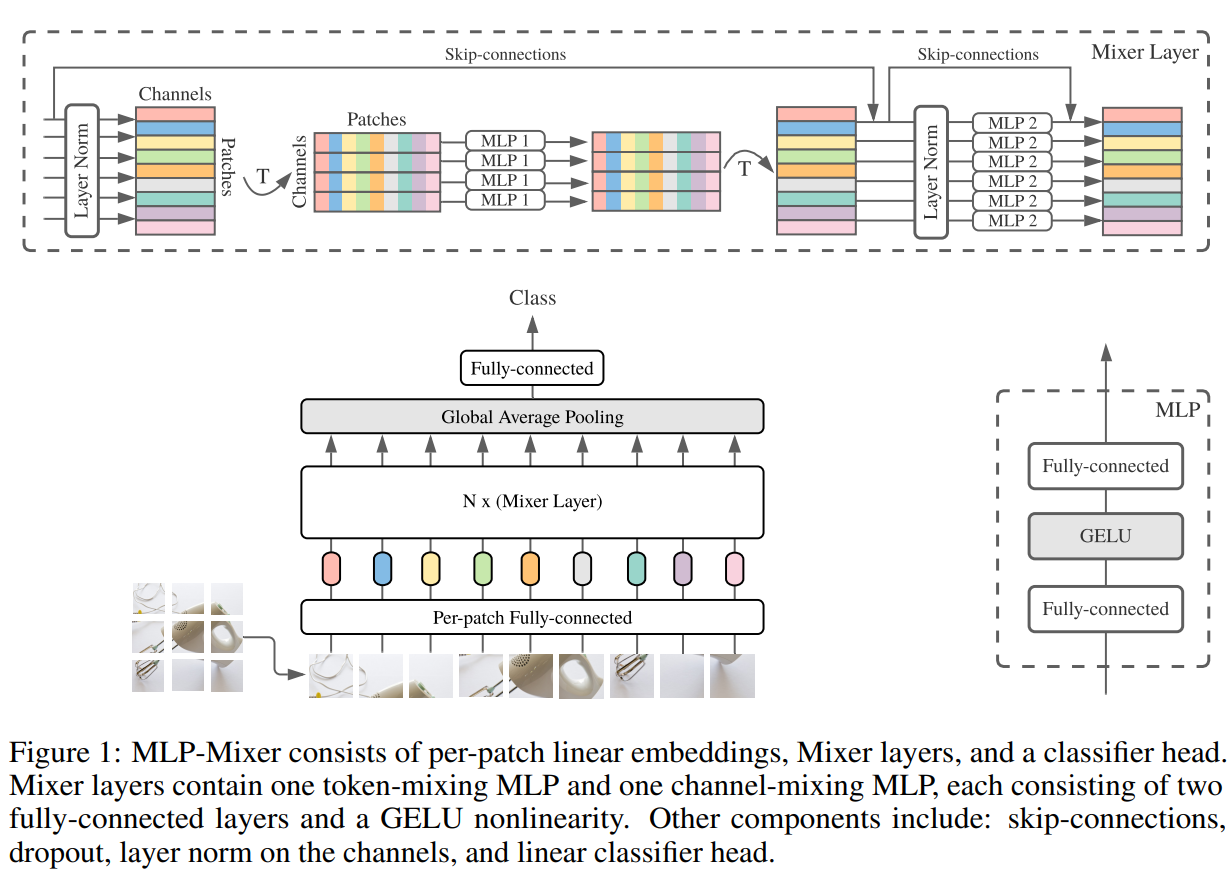 Skip-connections
Skip-connections
Mixer Layer
Channels
Layer Norm
Patches
T
Patches
Channels
MLP 1
MLP 1
MLP 1
MLP 1
T
Layer Norm
MLP 2
MLP 2
MLP 2
MLP 2
MLP 2
MLP 2
Class
Fully-connected
Global Average Pooling
N x (Mixer Layer)
Per-patch Fully-connected
MLP
Fully-connected
GELU
Fully-connected
Figure 1: MLP-Mixer consists of per-patch linear embeddings, Mixer layers, and a classifier head.
Mixer layers contain one token-mixing MLP and one channel-mixing MLP, each consisting of two
fully-connected layers and a GELU nonlinearity. Other components include: skip-connections,
dropout, layer norm on the channels, and linear classifier head.